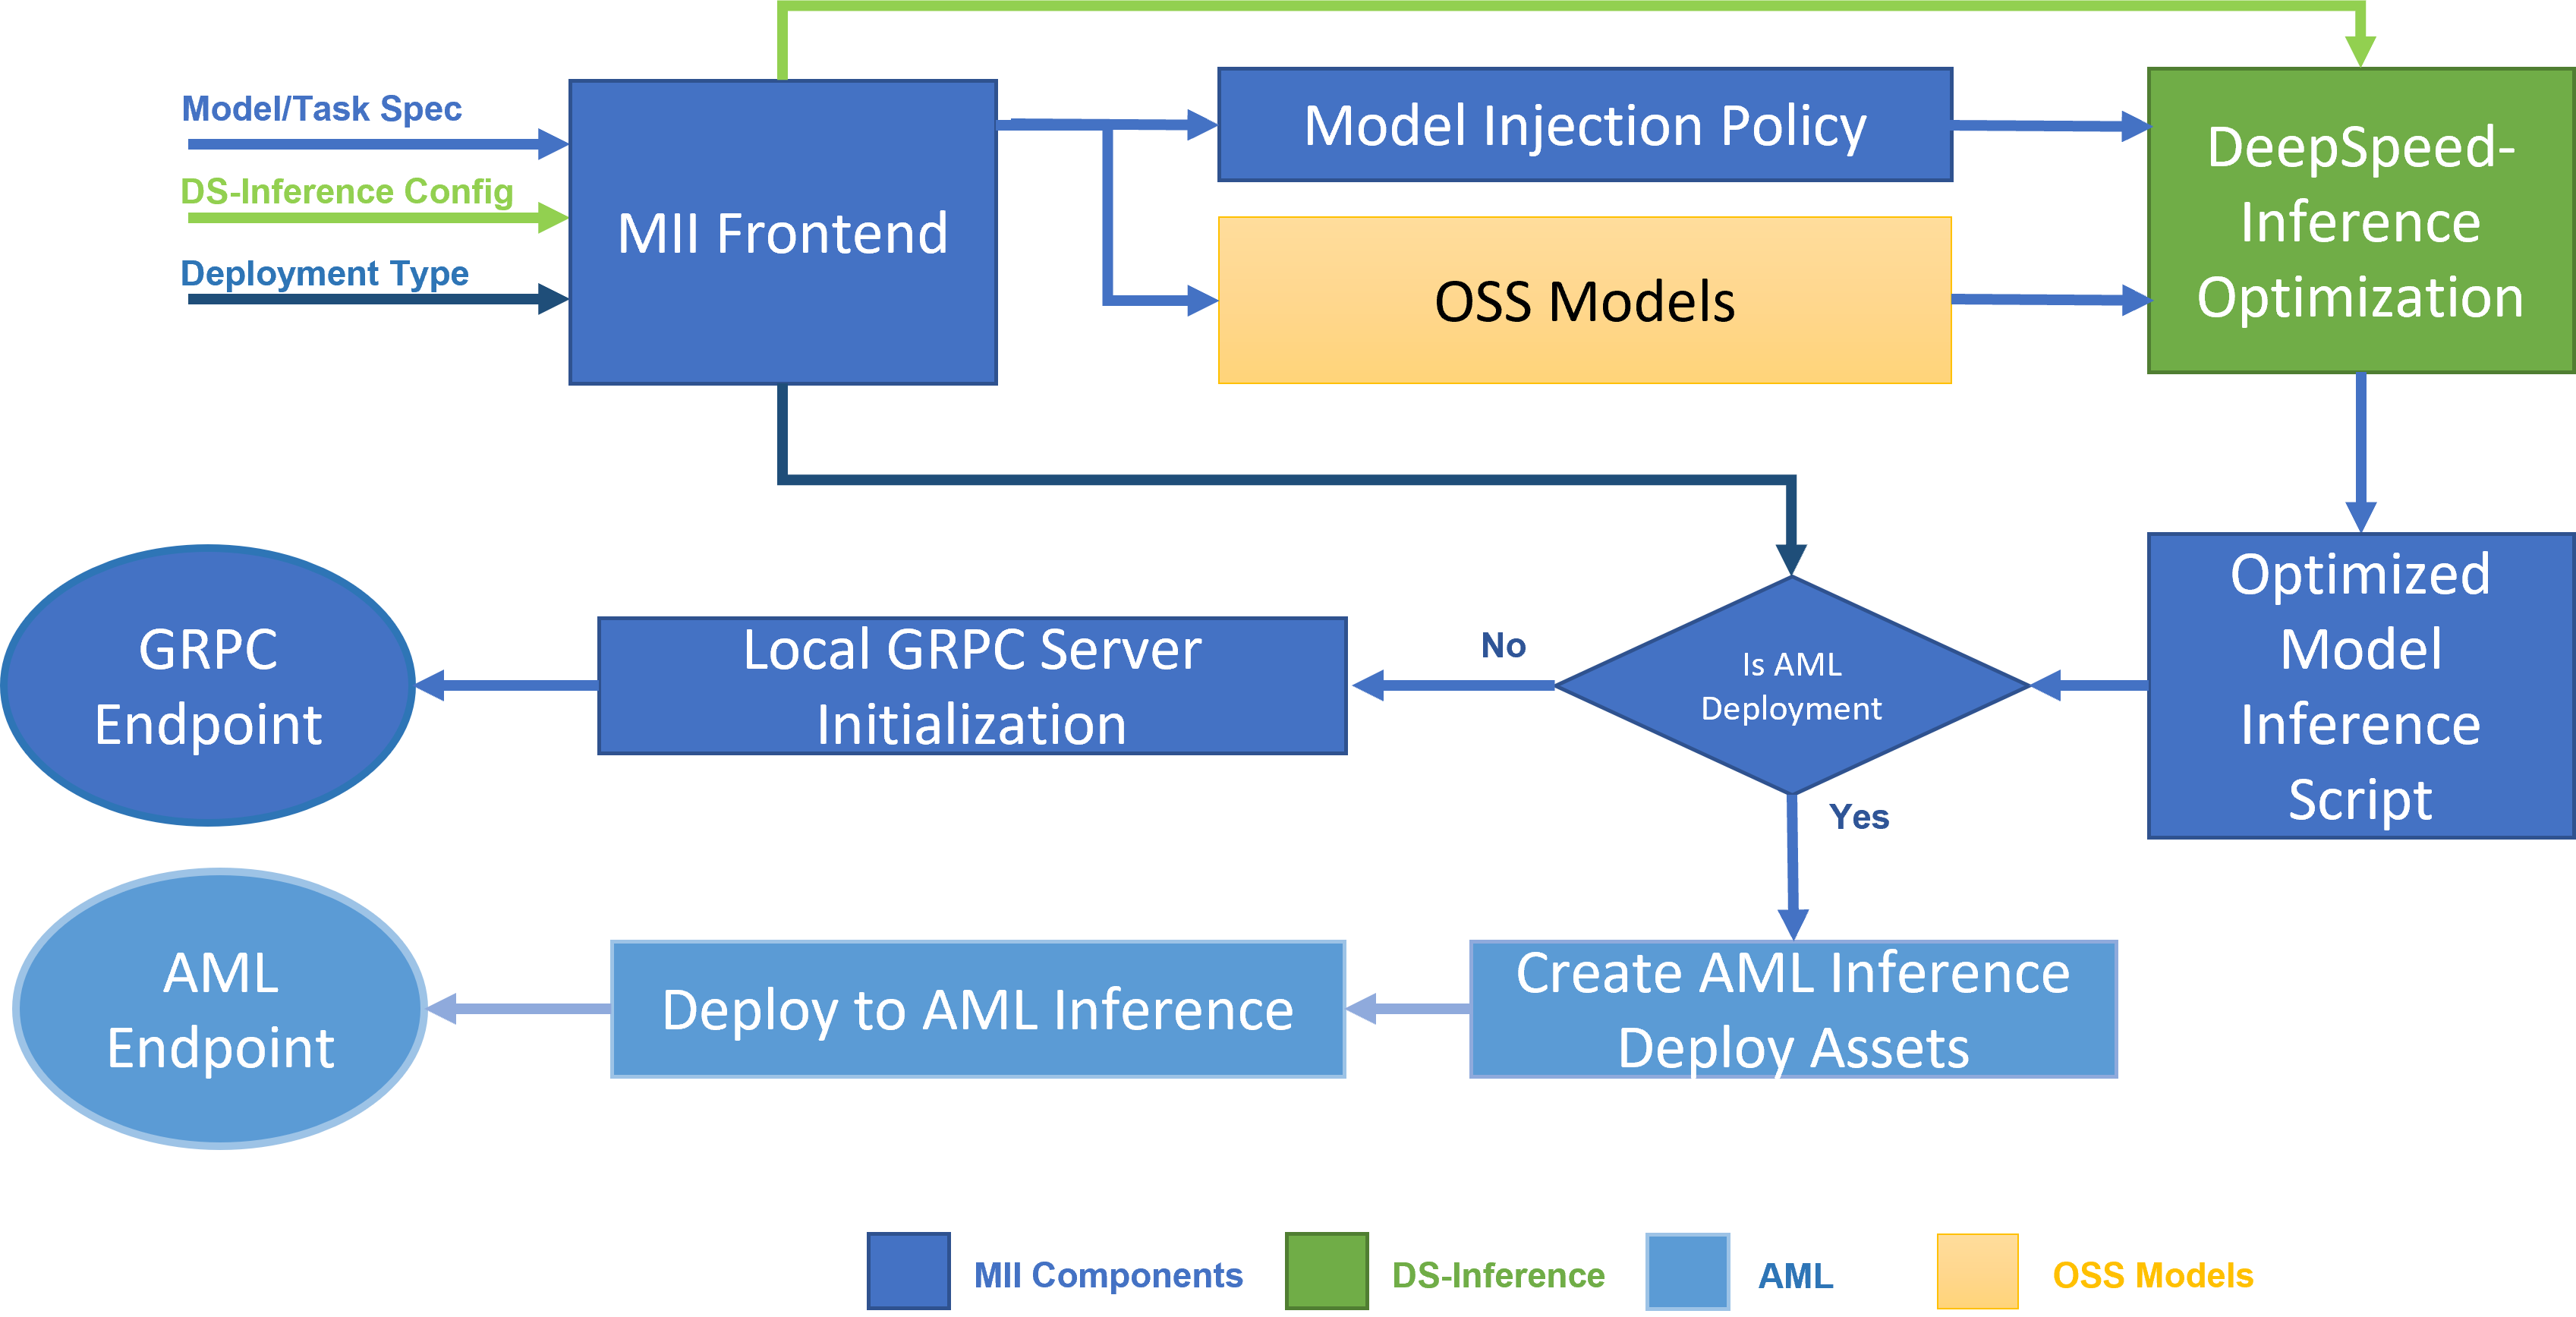 Model/Task Spec
DS-Inference Config
Deployment Type
MII Frontend
Model Injection Policy
OSS Models
DeepSpeed-
Inference
Optimization
GRPC
Endpoint
Local GRPC Server
Initialization
No
Is AML
Deployment
Yes
Optimized
Model
Inference
Script
AML
Endpoint
Deploy to AML Inference
Create AML Inference
Deploy Assets
MII Components
DS-Inference
AML
OSS Models